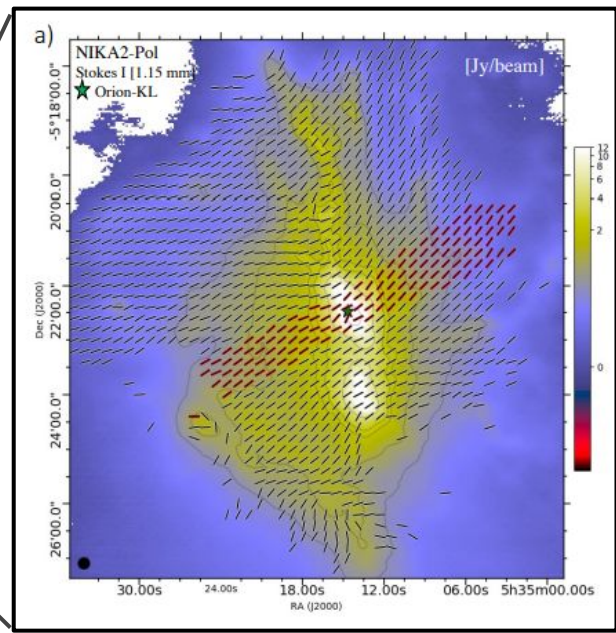 a)
NIKA2-Pol
Stokes I [1.15 mm]
Orion-KL
[Jy/beam]
-5°18'00.0"
20'00.0"
22'00.0"
24'00.0"
26'00.0"
Dec (J2000)
12
10
8
6
4
2
0
30.00s
24.00s
18.00s
12.00s
06.00s
5h35m00.00s
RA (J2000)